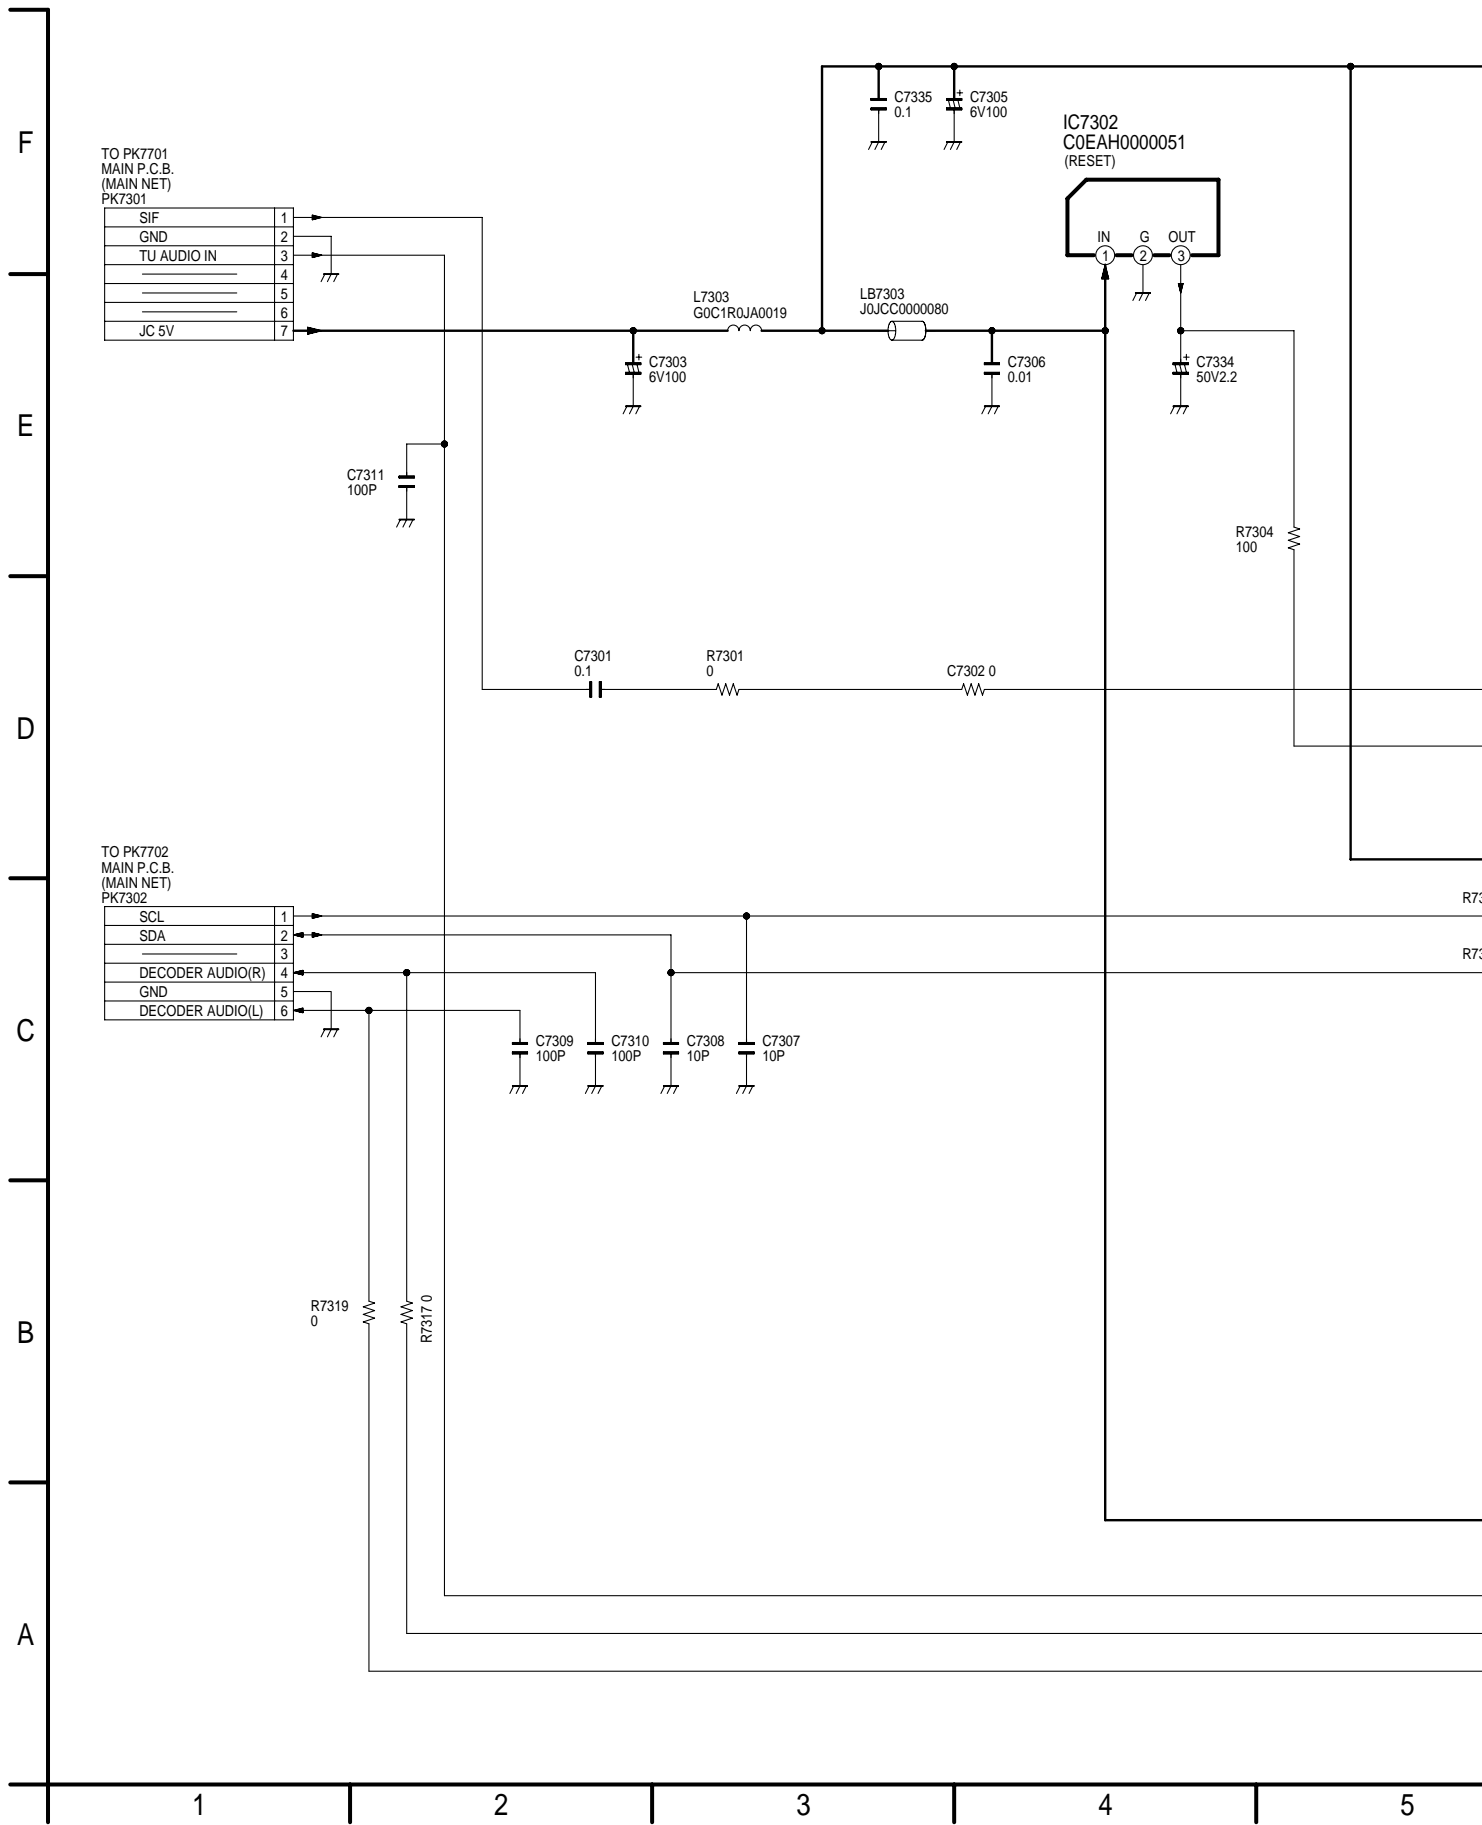 F
C7335
0.1
C7305
6V100
+
IC7302
C0EAH0000051
(RESET)
IN
G
OUT
1
2
3
TO PK7701
MAIN P.C.B.
(MAIN NET)
PK7301
SIF 1
GND 2
TU AUDIO IN 3
4
5
6
JC 5V 7
L7303
G0C1R0JA0019
LB7303
J0JCC0000080
+
C7303
6V100
C7306
0.01
+
C7334
50V2.2
E
C7311
100P
R7304
100
C7301
0.1
R7301
0
C7302 0
D
TO PK7702
MAIN P.C.B.
(MAIN NET)
PK7302
SCL 1
SDA 2
3
DECODER AUDIO(R) 4
GND 5
DECODER AUDIO(L) 6
C
C7309
100P
C7310
100P
C7308
10P
C7307
10P
B
R7319
0
R7317 0
A
1
2
3
4
5